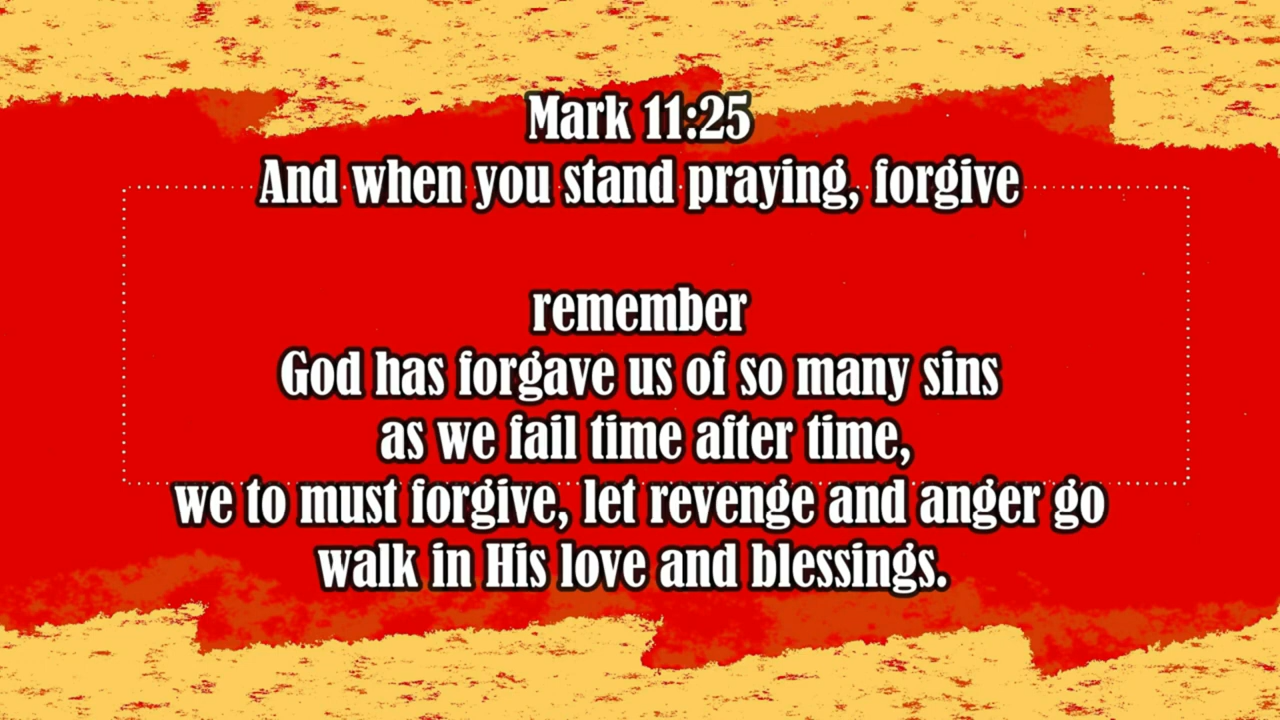 Mark 11:25
And when you stand praying, forgive
remember
God has forgave us of so many sins
as we fail time after time,
we to must forgive, let revenge and anger go
walk in His love and blessings.